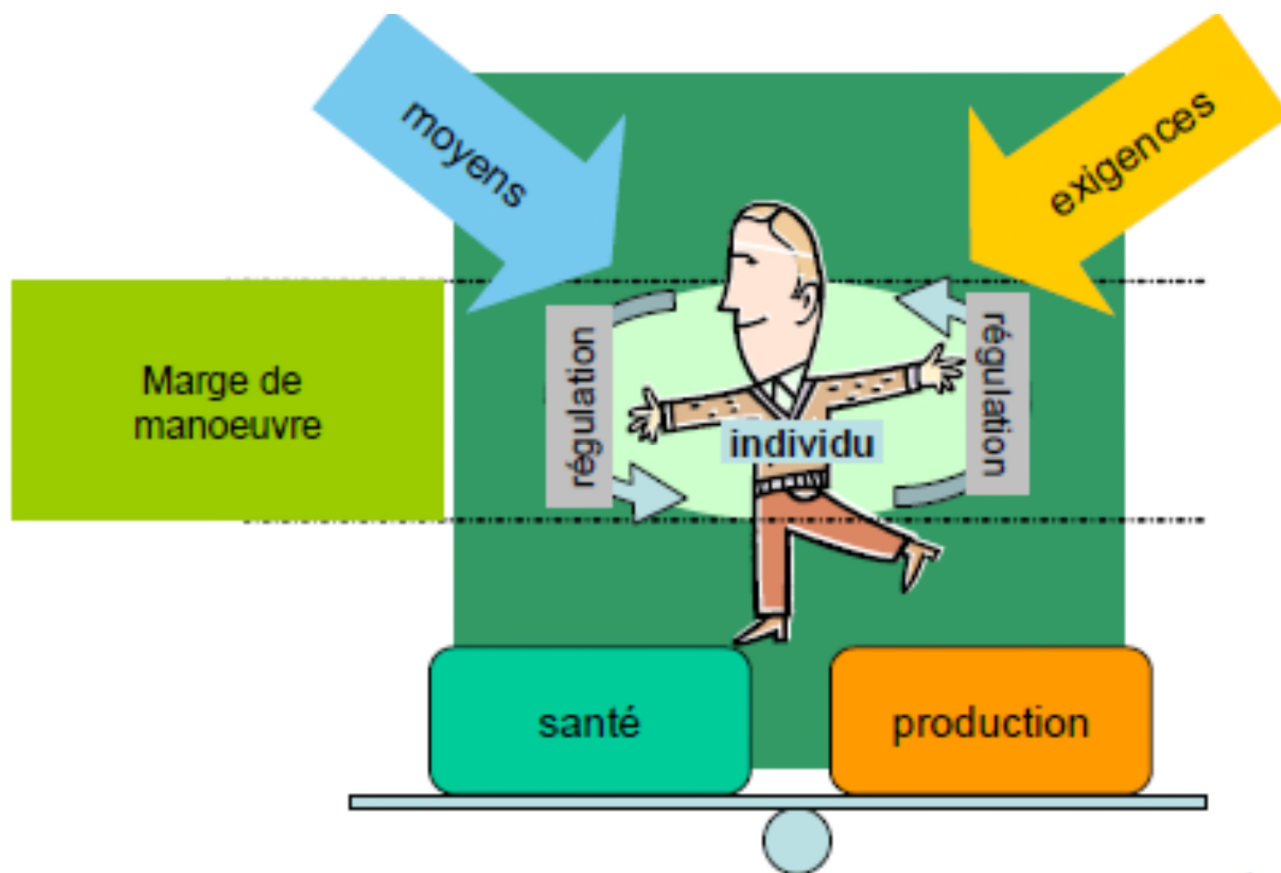 moyens
exigences
Marge de
manoeuvre
régulation
individu
régulation
santé
production